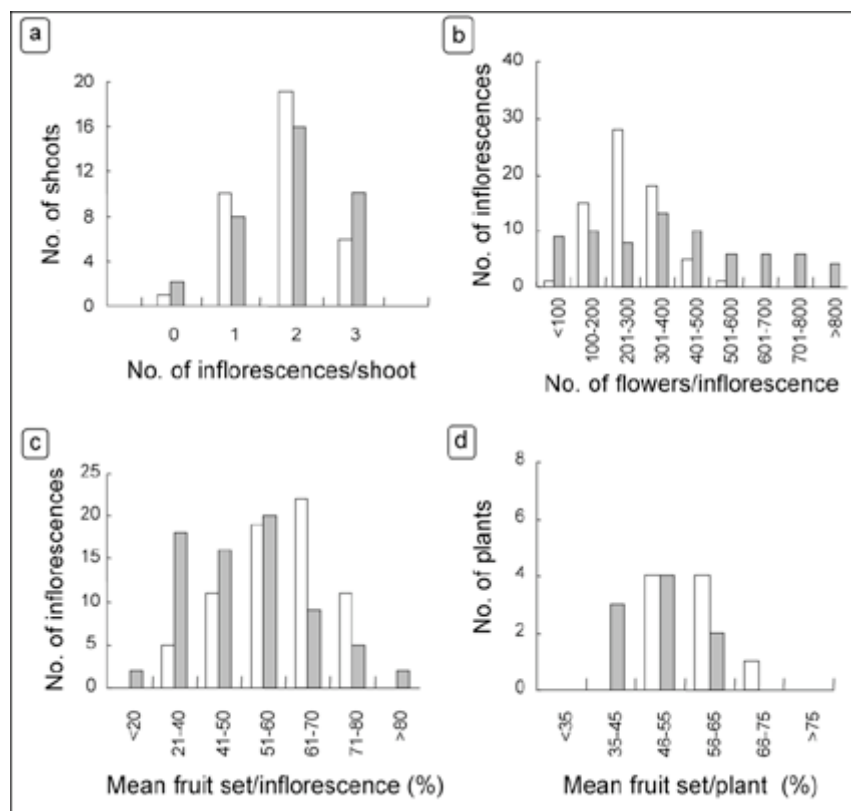 a
20
16
12
8
4
0
No. of shoots
0 1 2 3
No. of inflorescences/shoot
b
40
30
20
10
0
No. of inflorescences
<100 100-200 201-300 301-400 401-500 501-600 601-700 701-800 >800
No. of flowers/inflorescence
c
25
20
15
10
5
0
No. of inflorescences
<20 21-40 41-50 51-60 61-70 71-80 >80
Mean fruit set/inflorescence (%)
d
8
6
4
2
0
No. of plants
<35 35-45 46-55 56-65 66-75 >75
Mean fruit set/plant (%)